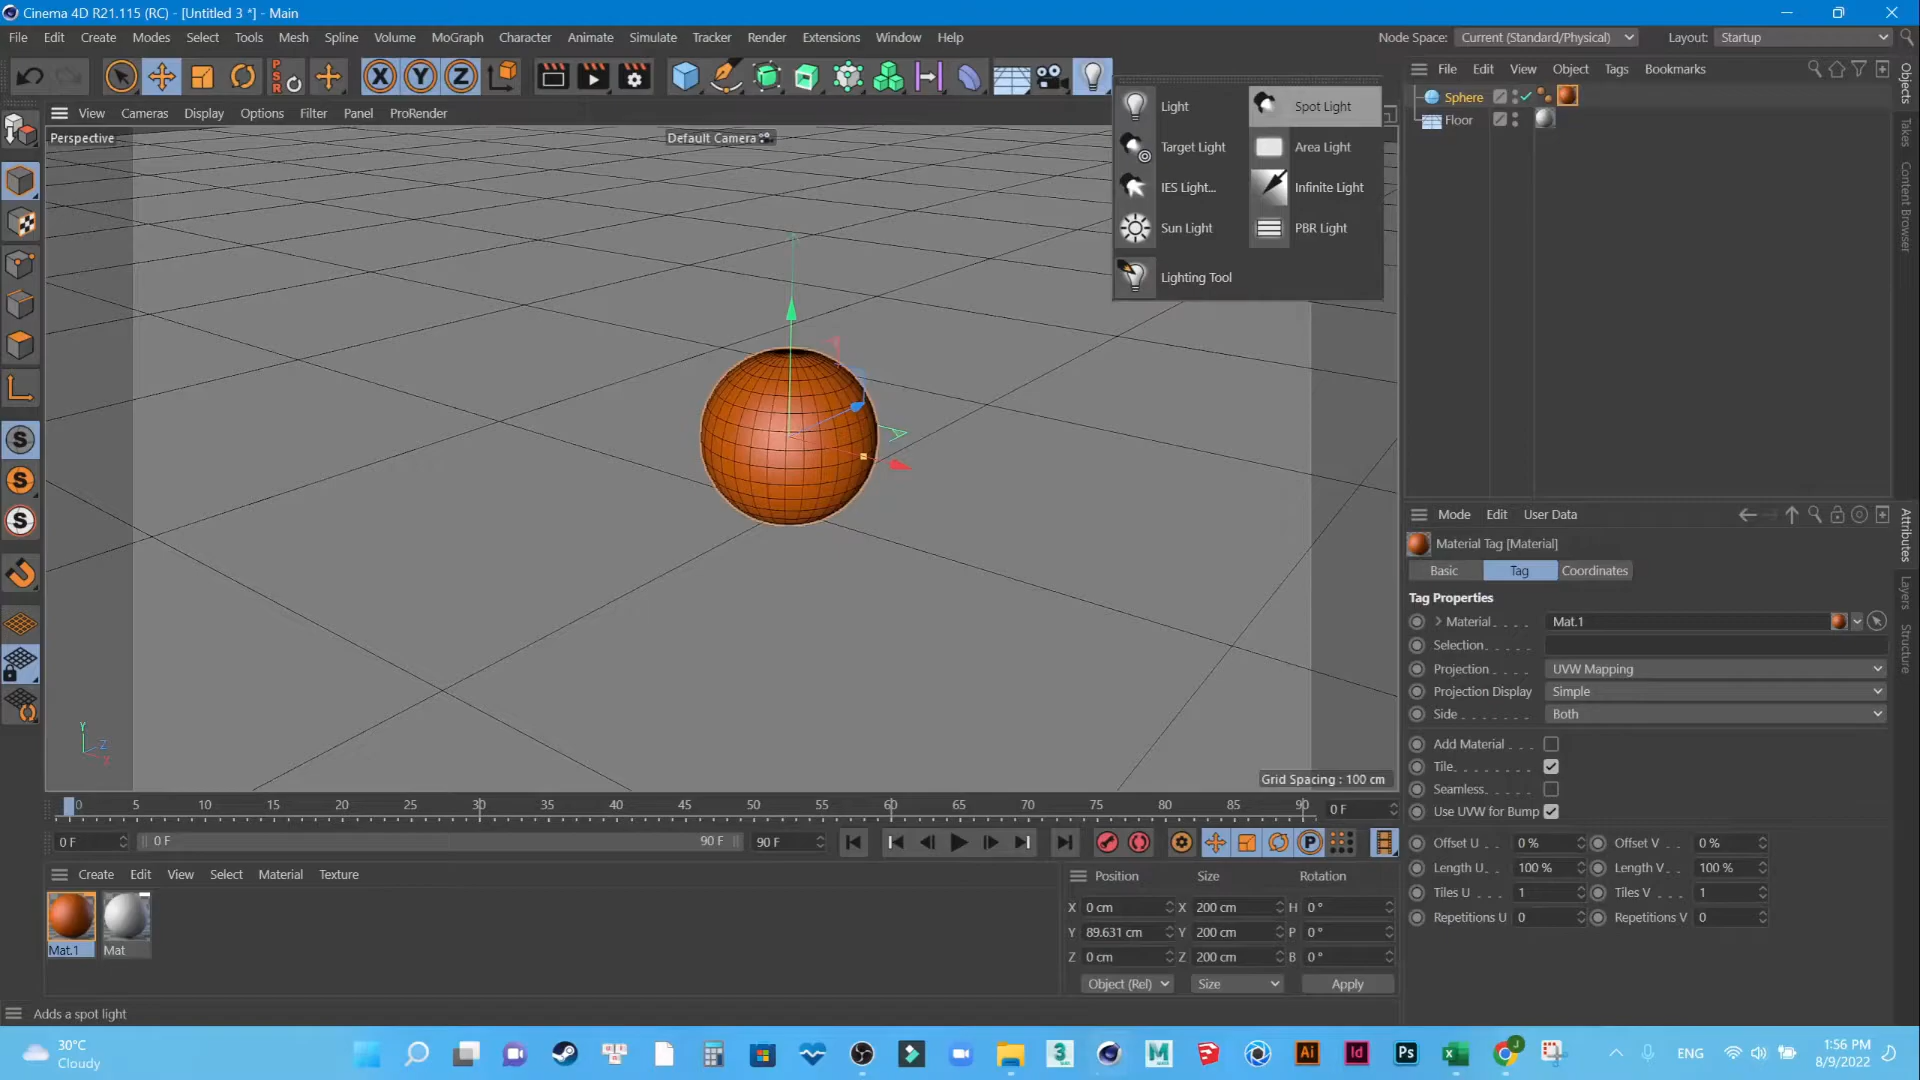 Cinema 4D R21.115 (RC) - [Untitled 3 *] - Main
File Edit Create Modes Select Tools Mesh Spline Volume MoGraph Character Animate Simulate Tracker Render Extensions Window Help
Node Space: Current (Standard/Physical) Layout: Startup
View Cameras Display Options Filter Panel ProRender
Perspective
Default Camera
Light Spot Light
Target Light Area Light
IES Light... Infinite Light
Sun Light PBR Light
Lighting Tool
File Edit View Object Tags Bookmarks
Sphere
Floor
Objects
Takes
Content Browser
Mode Edit User Data
Attributes
Layers
Structure
Material Tag [Material]
Basic Tag Coordinates
Tag Properties
Material Mat.1
Selection
Projection UVW Mapping
Projection Display Simple
Side Both
Add Material
Tile
Seamless
Use UVW for Bump
Offset U 0 % Offset V 0 %
Length U 100 % Length V 100 %
Tiles U 1 Tiles V 1
Repetitions U 0 Repetitions V 0
Y Z X
Grid Spacing : 100 cm
0 5 10 15 20 25 30 35 40 45 50 55 60 65 70 75 80 85 90 0 F
0 F 0 F 90 F 90 F
Create Edit View Select Material Texture
Mat.1 Mat
Position Size Rotation
X 0 cm X 200 cm H 0 °
Y 89.631 cm Y 200 cm P 0 °
Z 0 cm Z 200 cm B 0 °
Object (Rel) Size Apply
Adds a spot light
30°C
Cloudy
ENG
1:56 PM
8/9/2022